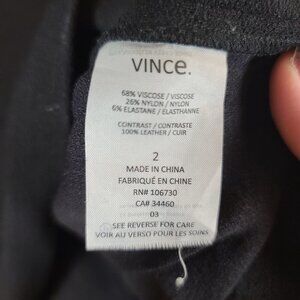 VINCE.
68% VISCOSE / VISCOSE
26% NYLON / NYLON
6% ELASTANE / ELASTHANNE
CONTRAST / CONTRASTE
100% LEATHER / CUIR
2
MADE IN CHINA
FABRIQUÉ EN CHINE
RN# 106730
CA# 34460
03
SEE REVERSE FOR CARE
VOIR AU VERSO POUR LES SOINS